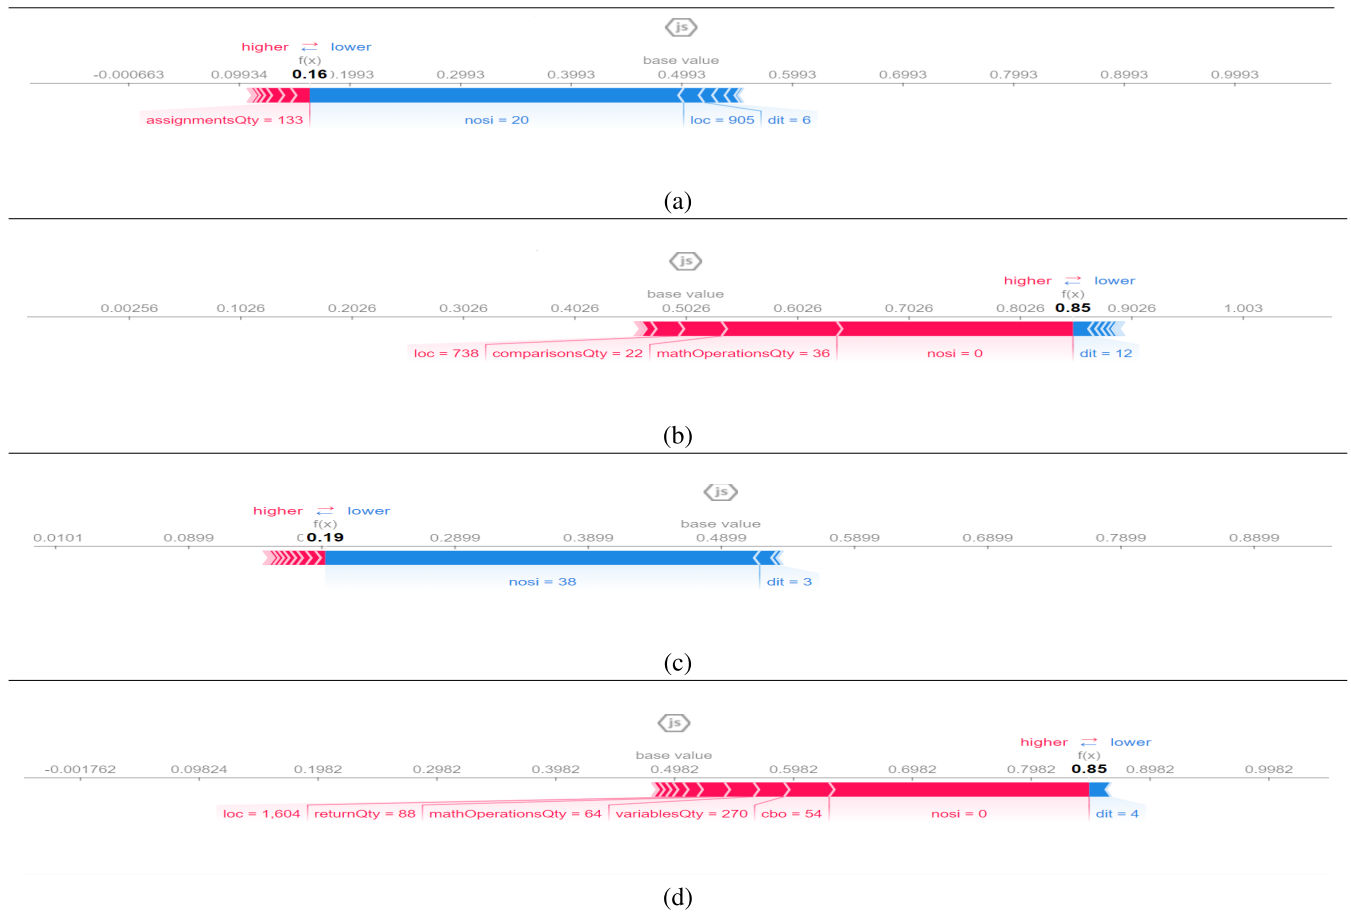 js
higher ⇄ lower
f(x) base value
-0.000663 0.09934 0.16 ).1993 0.2993 0.3993 0.4993 0.5993 0.6993 0.7993 0.8993 0.9993
assignmentsQty = 133 nosi = 20 loc = 905 dit = 6
(a)
js
higher ⇄ lower
base value f(x)
0.00256 0.1026 0.2026 0.3026 0.4026 0.5026 0.6026 0.7026 0.8026 0.85 0.9026 1.003
loc = 738 comparisonsQty = 22 mathOperationsQty = 36 nosi = 0 dit = 12
(b)
js
higher ⇄ lower
f(x) base value
0.0101 0.0899 0.19 0.2899 0.3899 0.4899 0.5899 0.6899 0.7899 0.8899
nosi = 38 dit = 3
(c)
js
higher ⇄ lower
base value f(x)
-0.001762 0.09824 0.1982 0.2982 0.3982 0.4982 0.5982 0.6982 0.7982 0.85 0.8982 0.9982
loc = 1,604 returnQty = 88 mathOperationsQty = 64 variablesQty = 270 cbo = 54 nosi = 0 dit = 4
(d)